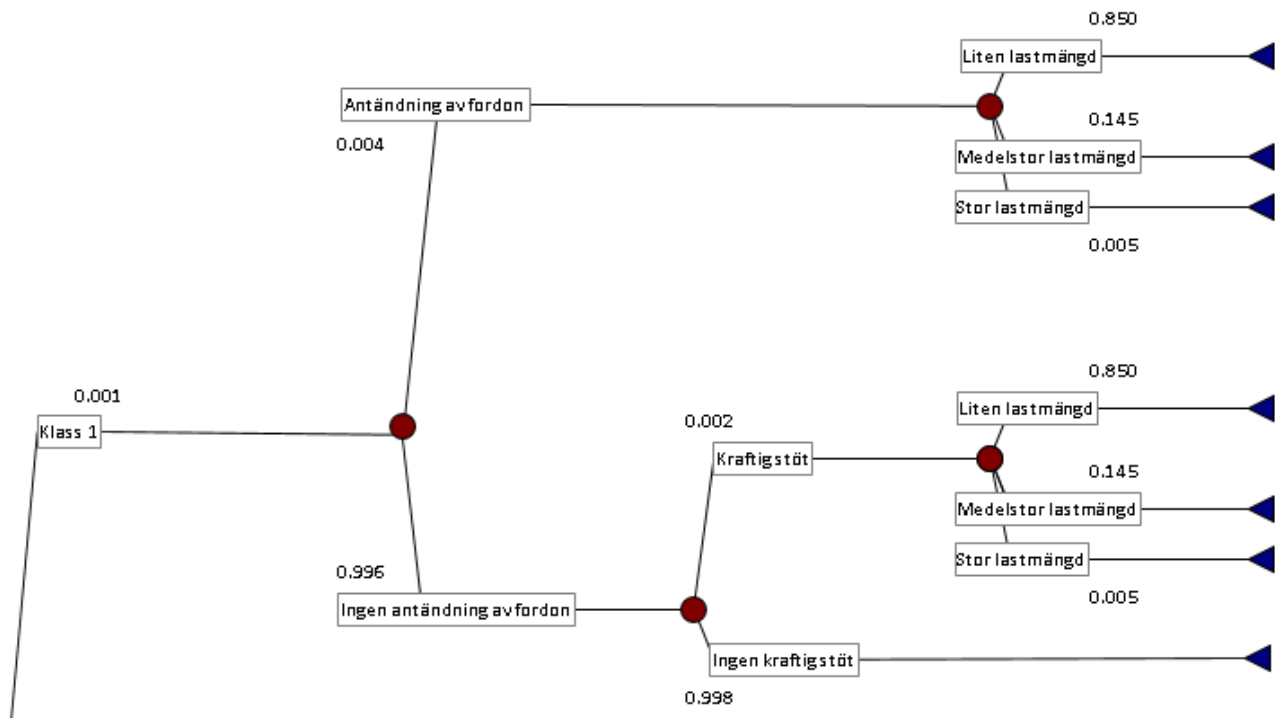 0.850
Liten lastmängd
Antändning av fordon
0.004
0.145
Medelstor lastmängd
Stor lastmängd
0.005
0.001
Klass 1
0.850
Liten lastmängd
0.002
Kraftig stöt
0.145
Medelstor lastmängd
Stor lastmängd
0.005
0.996
Ingen antändning av fordon
Ingen kraftig stöt
0.998